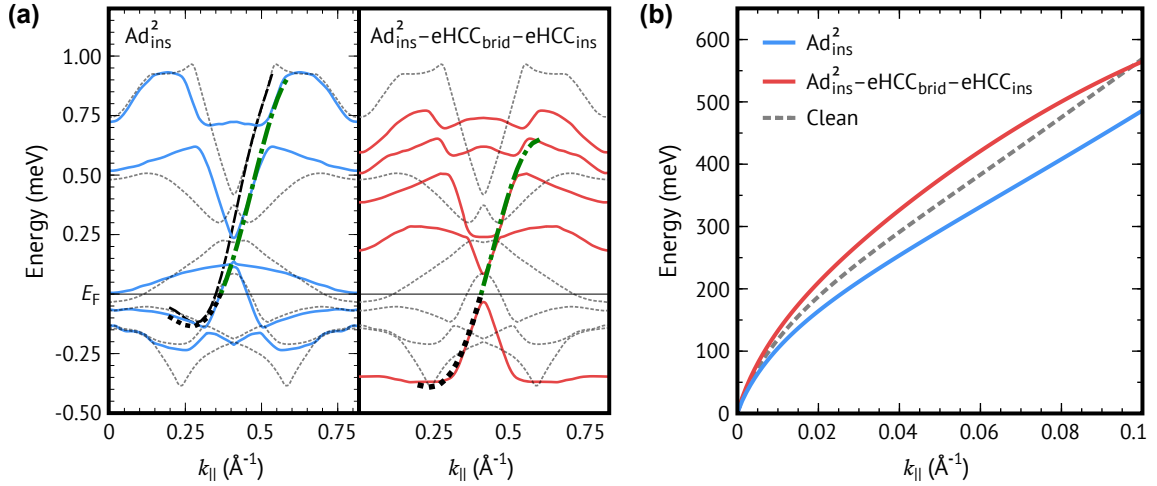 (a)
Ad²ins
Ad²ins−eHCCbrid−eHCCins
Energy (meV)
1.00
0.75
0.50
0.25
EF
-0.25
-0.50
0 0.25 0.5 0.75
0.25 0.5 0.75
k|| (Å-1)
k|| (Å-1)
(b)
Energy (meV)
600
500
400
300
200
100
0
Ad²ins
Ad²ins−eHCCbrid−eHCCins
Clean
0 0.02 0.04 0.06 0.08 0.1
k|| (Å-1)